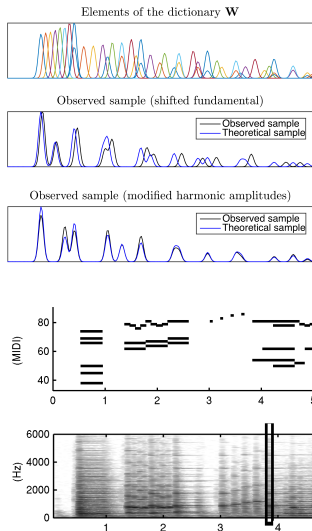 Elements of the dictionary W
Observed sample (shifted fundamental)
Observed sample
Theoretical sample
Observed sample (modified harmonic amplitudes)
Observed sample
Theoretical sample
80
60
40
(MIDI)
0 1 2 3 4 5
6000
4000
2000
0
(Hz)
1 2 3 4